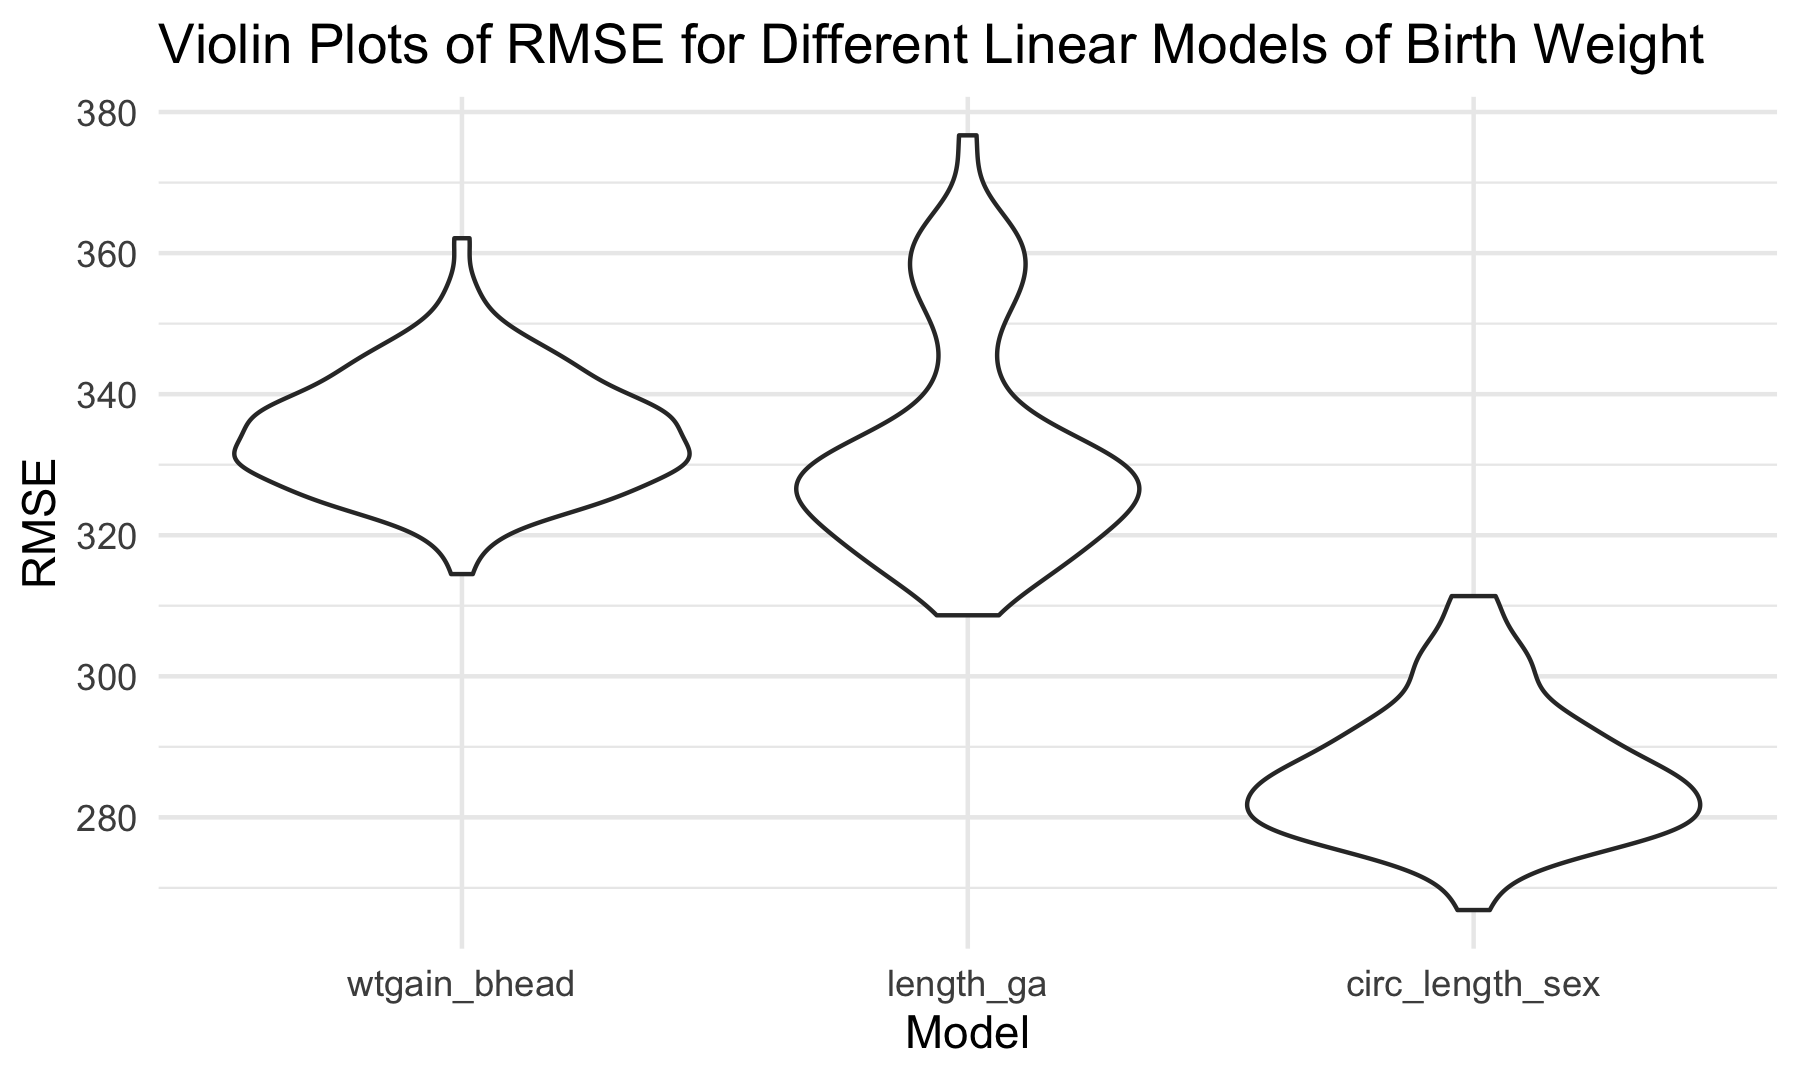 Violin Plots of RMSE for Different Linear Models of Birth Weight
380
360
340
320
300
280
RMSE
wtgain_bhead
length_ga
circ_length_sex
Model